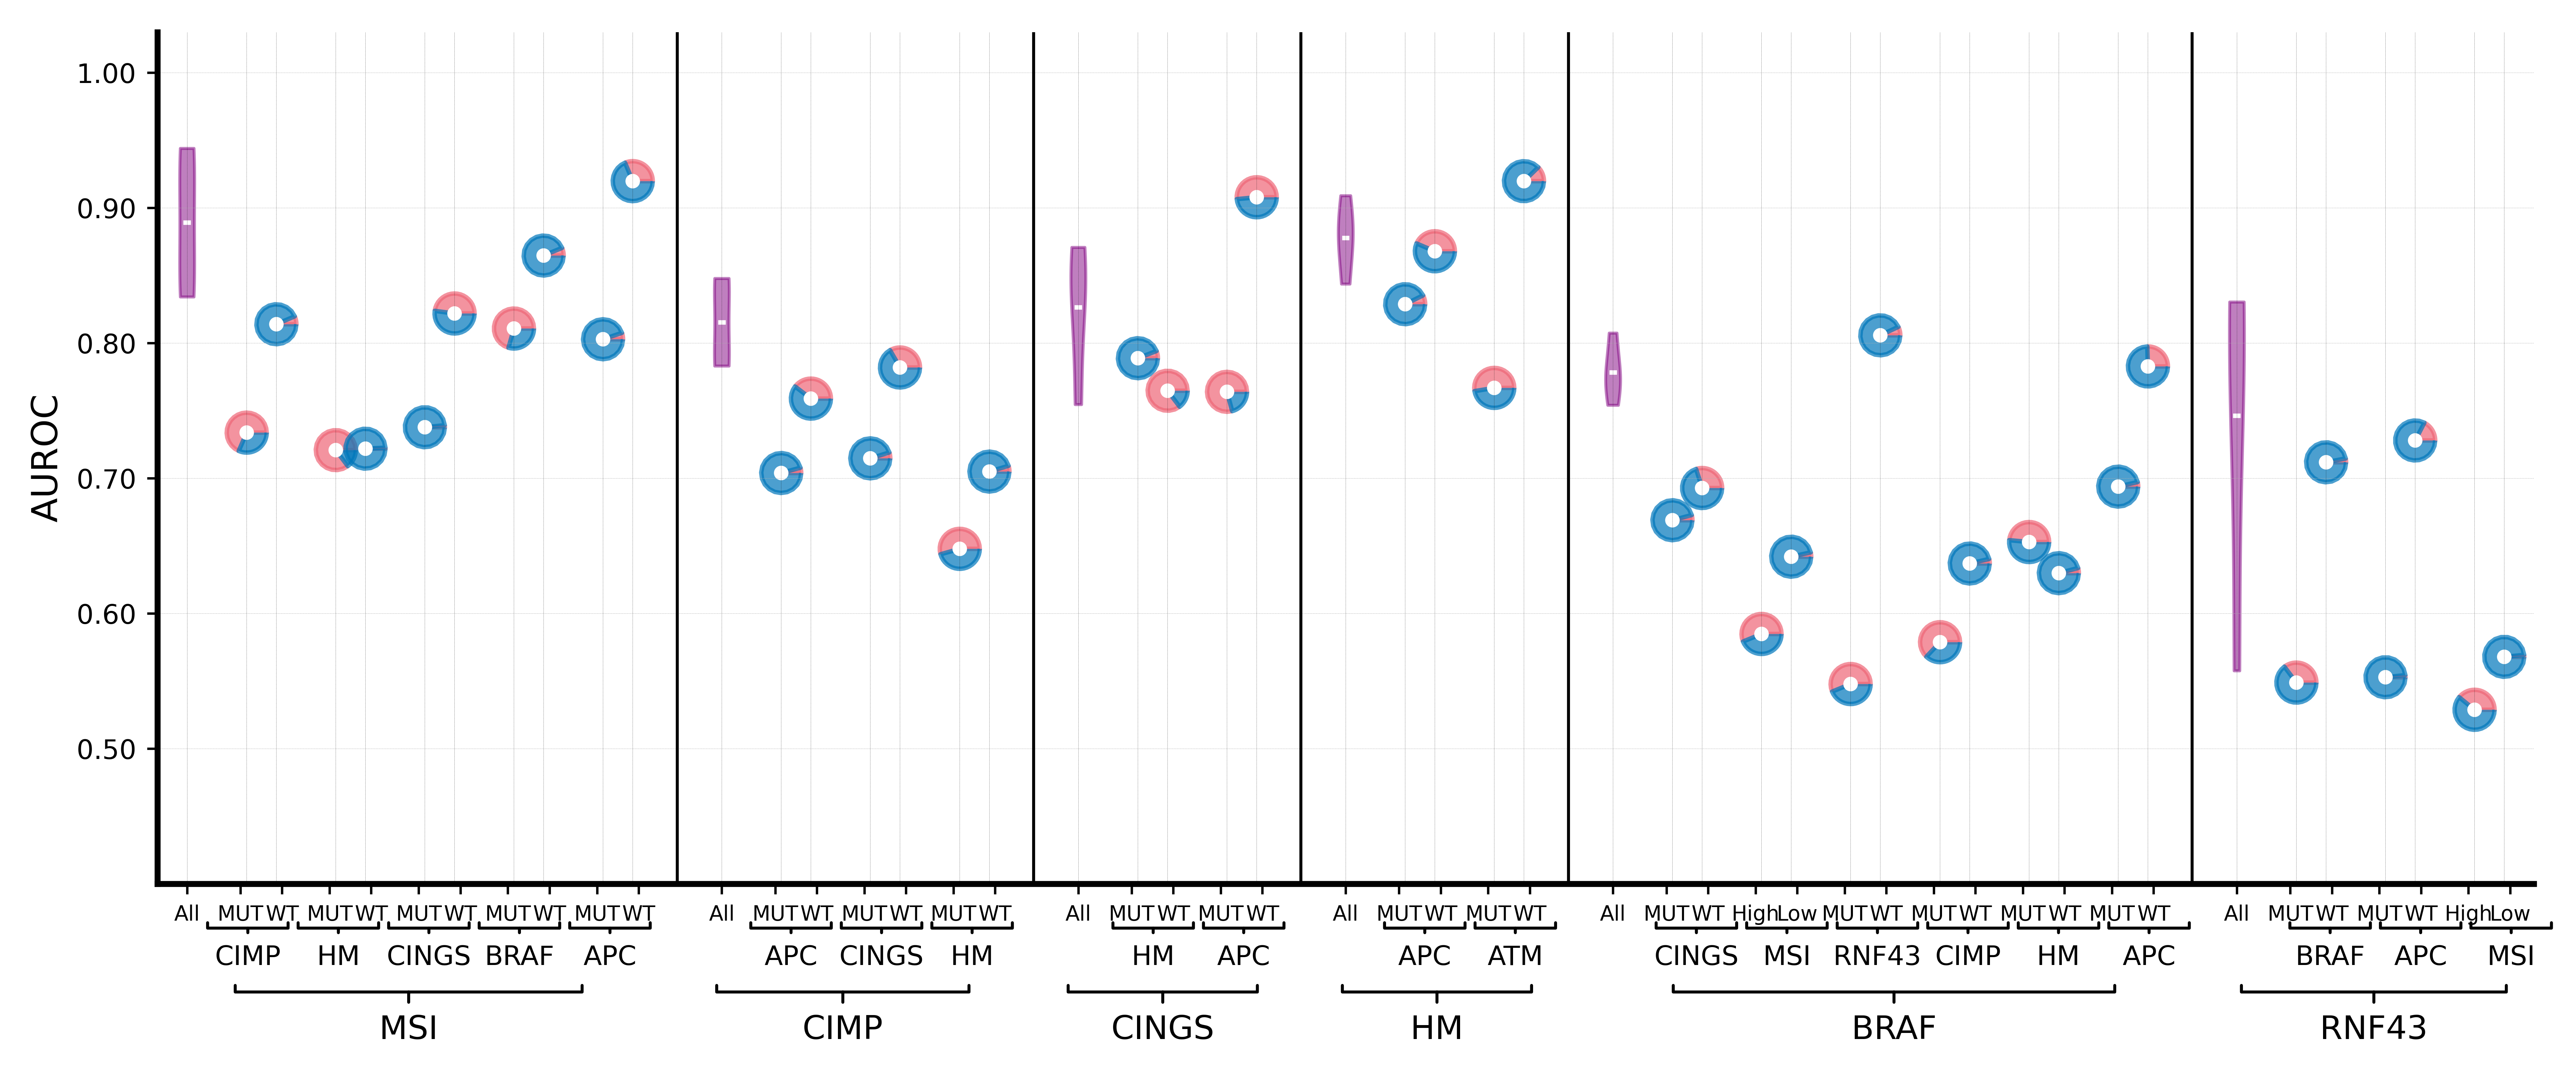 1.00
0.90
0.80
0.70
0.60
0.50
AUROC
All MUT WT MUT WT MUT WT MUT WT MUT WT All MUT WT MUT WT MUT WT All MUT WT MUT WT All MUT WT MUT WT All MUT WT High Low MUT WT MUT WT MUT WT MUT WT All MUT WT MUT WT High Low
CIMP HM CINGS BRAF APC APC CINGS HM HM APC APC ATM CINGS MSI RNF43 CIMP HM APC BRAF APC MSI
MSI CIMP CINGS HM BRAF RNF43